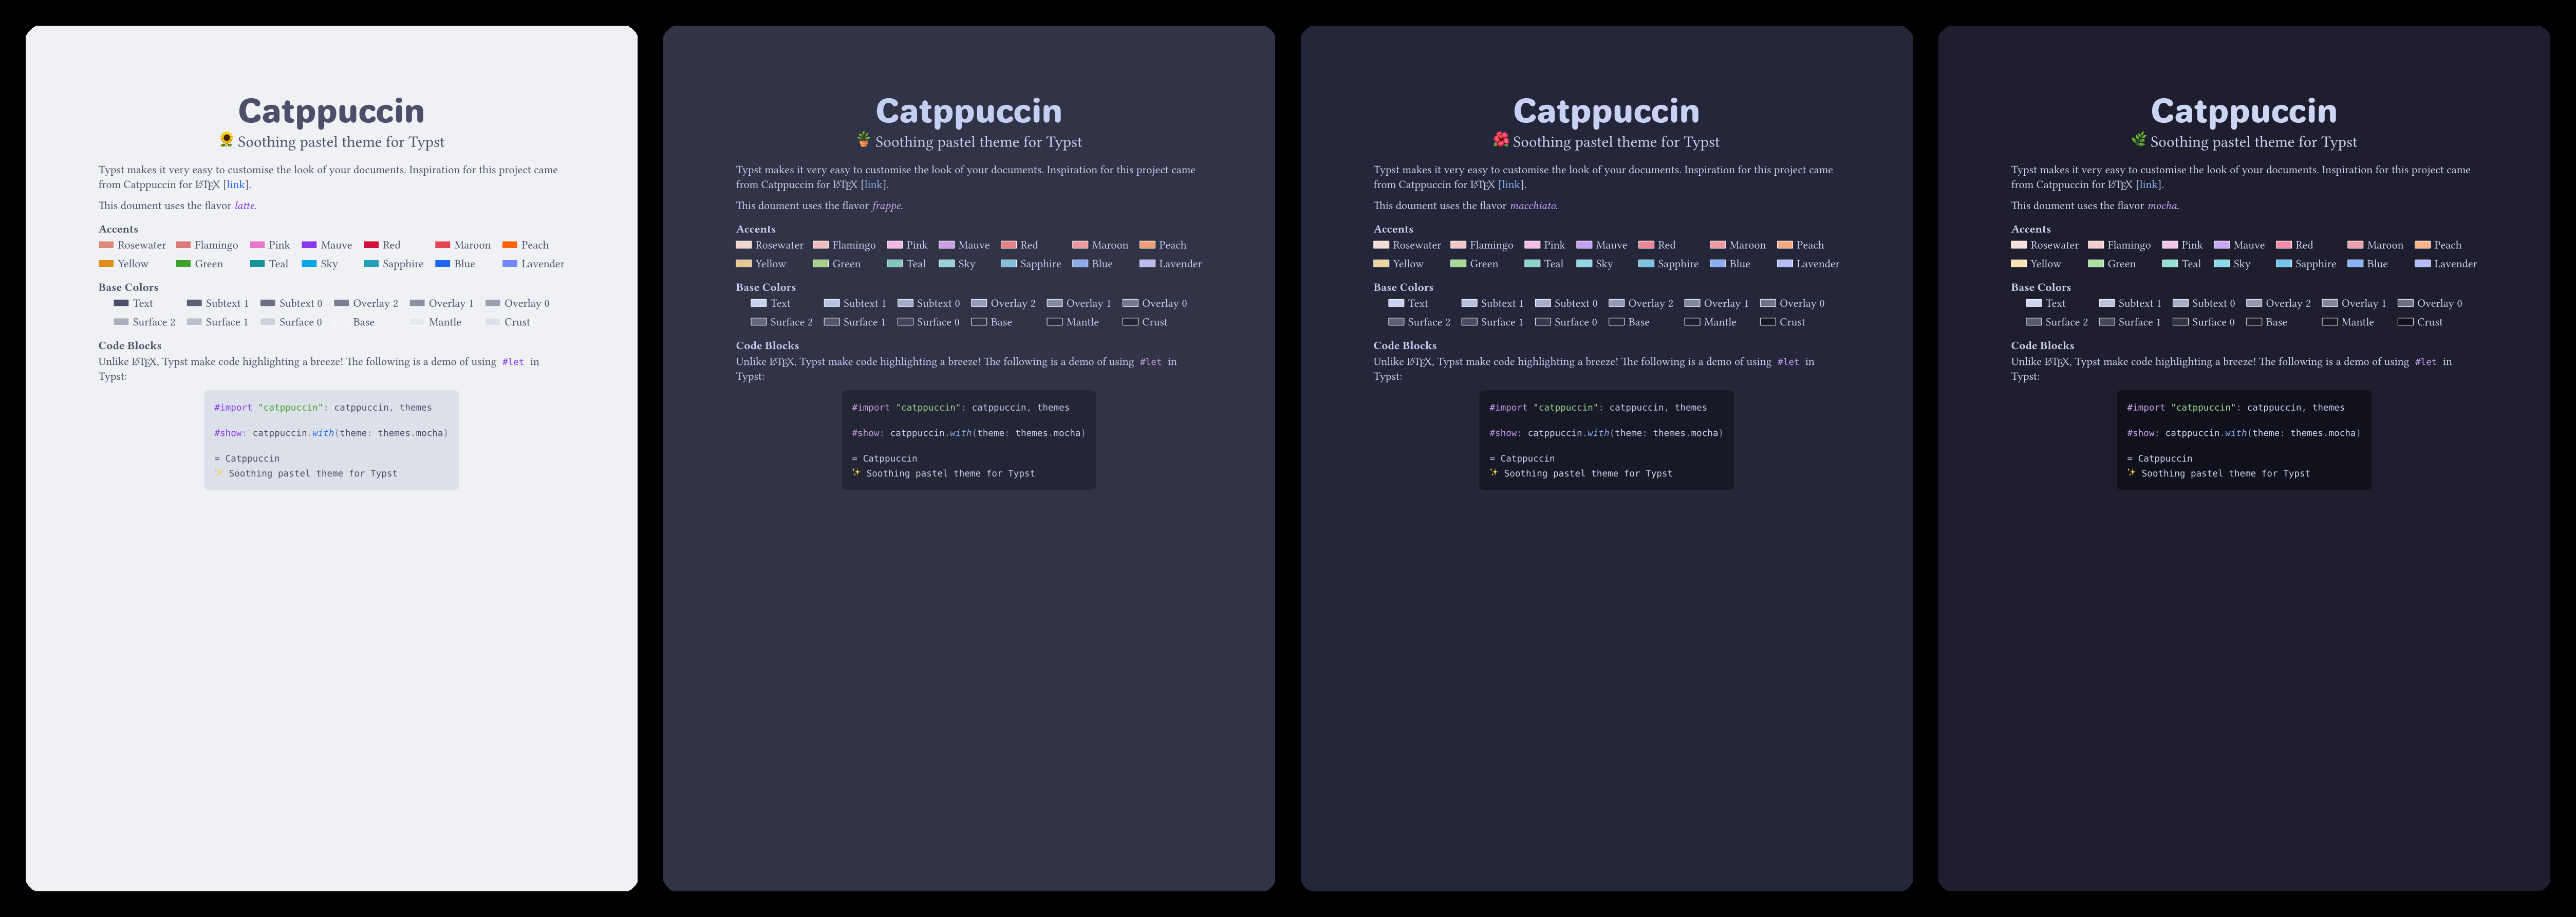 Catppuccin
🌻 Soothing pastel theme for Typst
Typst makes it very easy to customise the look of your documents. Inspiration for this project came
from Catppuccin for LATEX [link].
This doument uses the flavor latte.
Accents
Rosewater Flamingo Pink Mauve Red Maroon Peach
Yellow Green Teal Sky Sapphire Blue Lavender
Base Colors
Text Subtext 1 Subtext 0 Overlay 2 Overlay 1 Overlay 0
Surface 2 Surface 1 Surface 0 Base Mantle Crust
Code Blocks
Unlike LATEX, Typst make code highlighting a breeze! The following is a demo of using #let in
Typst:
#import "catppuccin": catppuccin, themes
#show: catppuccin.with(theme: themes.mocha)
= Catppuccin
✨ Soothing pastel theme for Typst
Catppuccin
🪴 Soothing pastel theme for Typst
Typst makes it very easy to customise the look of your documents. Inspiration for this project came
from Catppuccin for LATEX [link].
This doument uses the flavor frappe.
Accents
Rosewater Flamingo Pink Mauve Red Maroon Peach
Yellow Green Teal Sky Sapphire Blue Lavender
Base Colors
Text Subtext 1 Subtext 0 Overlay 2 Overlay 1 Overlay 0
Surface 2 Surface 1 Surface 0 Base Mantle Crust
Code Blocks
Unlike LATEX, Typst make code highlighting a breeze! The following is a demo of using #let in
Typst:
#import "catppuccin": catppuccin, themes
#show: catppuccin.with(theme: themes.mocha)
= Catppuccin
✨ Soothing pastel theme for Typst
Catppuccin
🌺 Soothing pastel theme for Typst
Typst makes it very easy to customise the look of your documents. Inspiration for this project came
from Catppuccin for LATEX [link].
This doument uses the flavor macchiato.
Accents
Rosewater Flamingo Pink Mauve Red Maroon Peach
Yellow Green Teal Sky Sapphire Blue Lavender
Base Colors
Text Subtext 1 Subtext 0 Overlay 2 Overlay 1 Overlay 0
Surface 2 Surface 1 Surface 0 Base Mantle Crust
Code Blocks
Unlike LATEX, Typst make code highlighting a breeze! The following is a demo of using #let in
Typst:
#import "catppuccin": catppuccin, themes
#show: catppuccin.with(theme: themes.mocha)
= Catppuccin
✨ Soothing pastel theme for Typst
Catppuccin
🌿 Soothing pastel theme for Typst
Typst makes it very easy to customise the look of your documents. Inspiration for this project came
from Catppuccin for LATEX [link].
This doument uses the flavor mocha.
Accents
Rosewater Flamingo Pink Mauve Red Maroon Peach
Yellow Green Teal Sky Sapphire Blue Lavender
Base Colors
Text Subtext 1 Subtext 0 Overlay 2 Overlay 1 Overlay 0
Surface 2 Surface 1 Surface 0 Base Mantle Crust
Code Blocks
Unlike LATEX, Typst make code highlighting a breeze! The following is a demo of using #let in
Typst:
#import "catppuccin": catppuccin, themes
#show: catppuccin.with(theme: themes.mocha)
= Catppuccin
✨ Soothing pastel theme for Typst